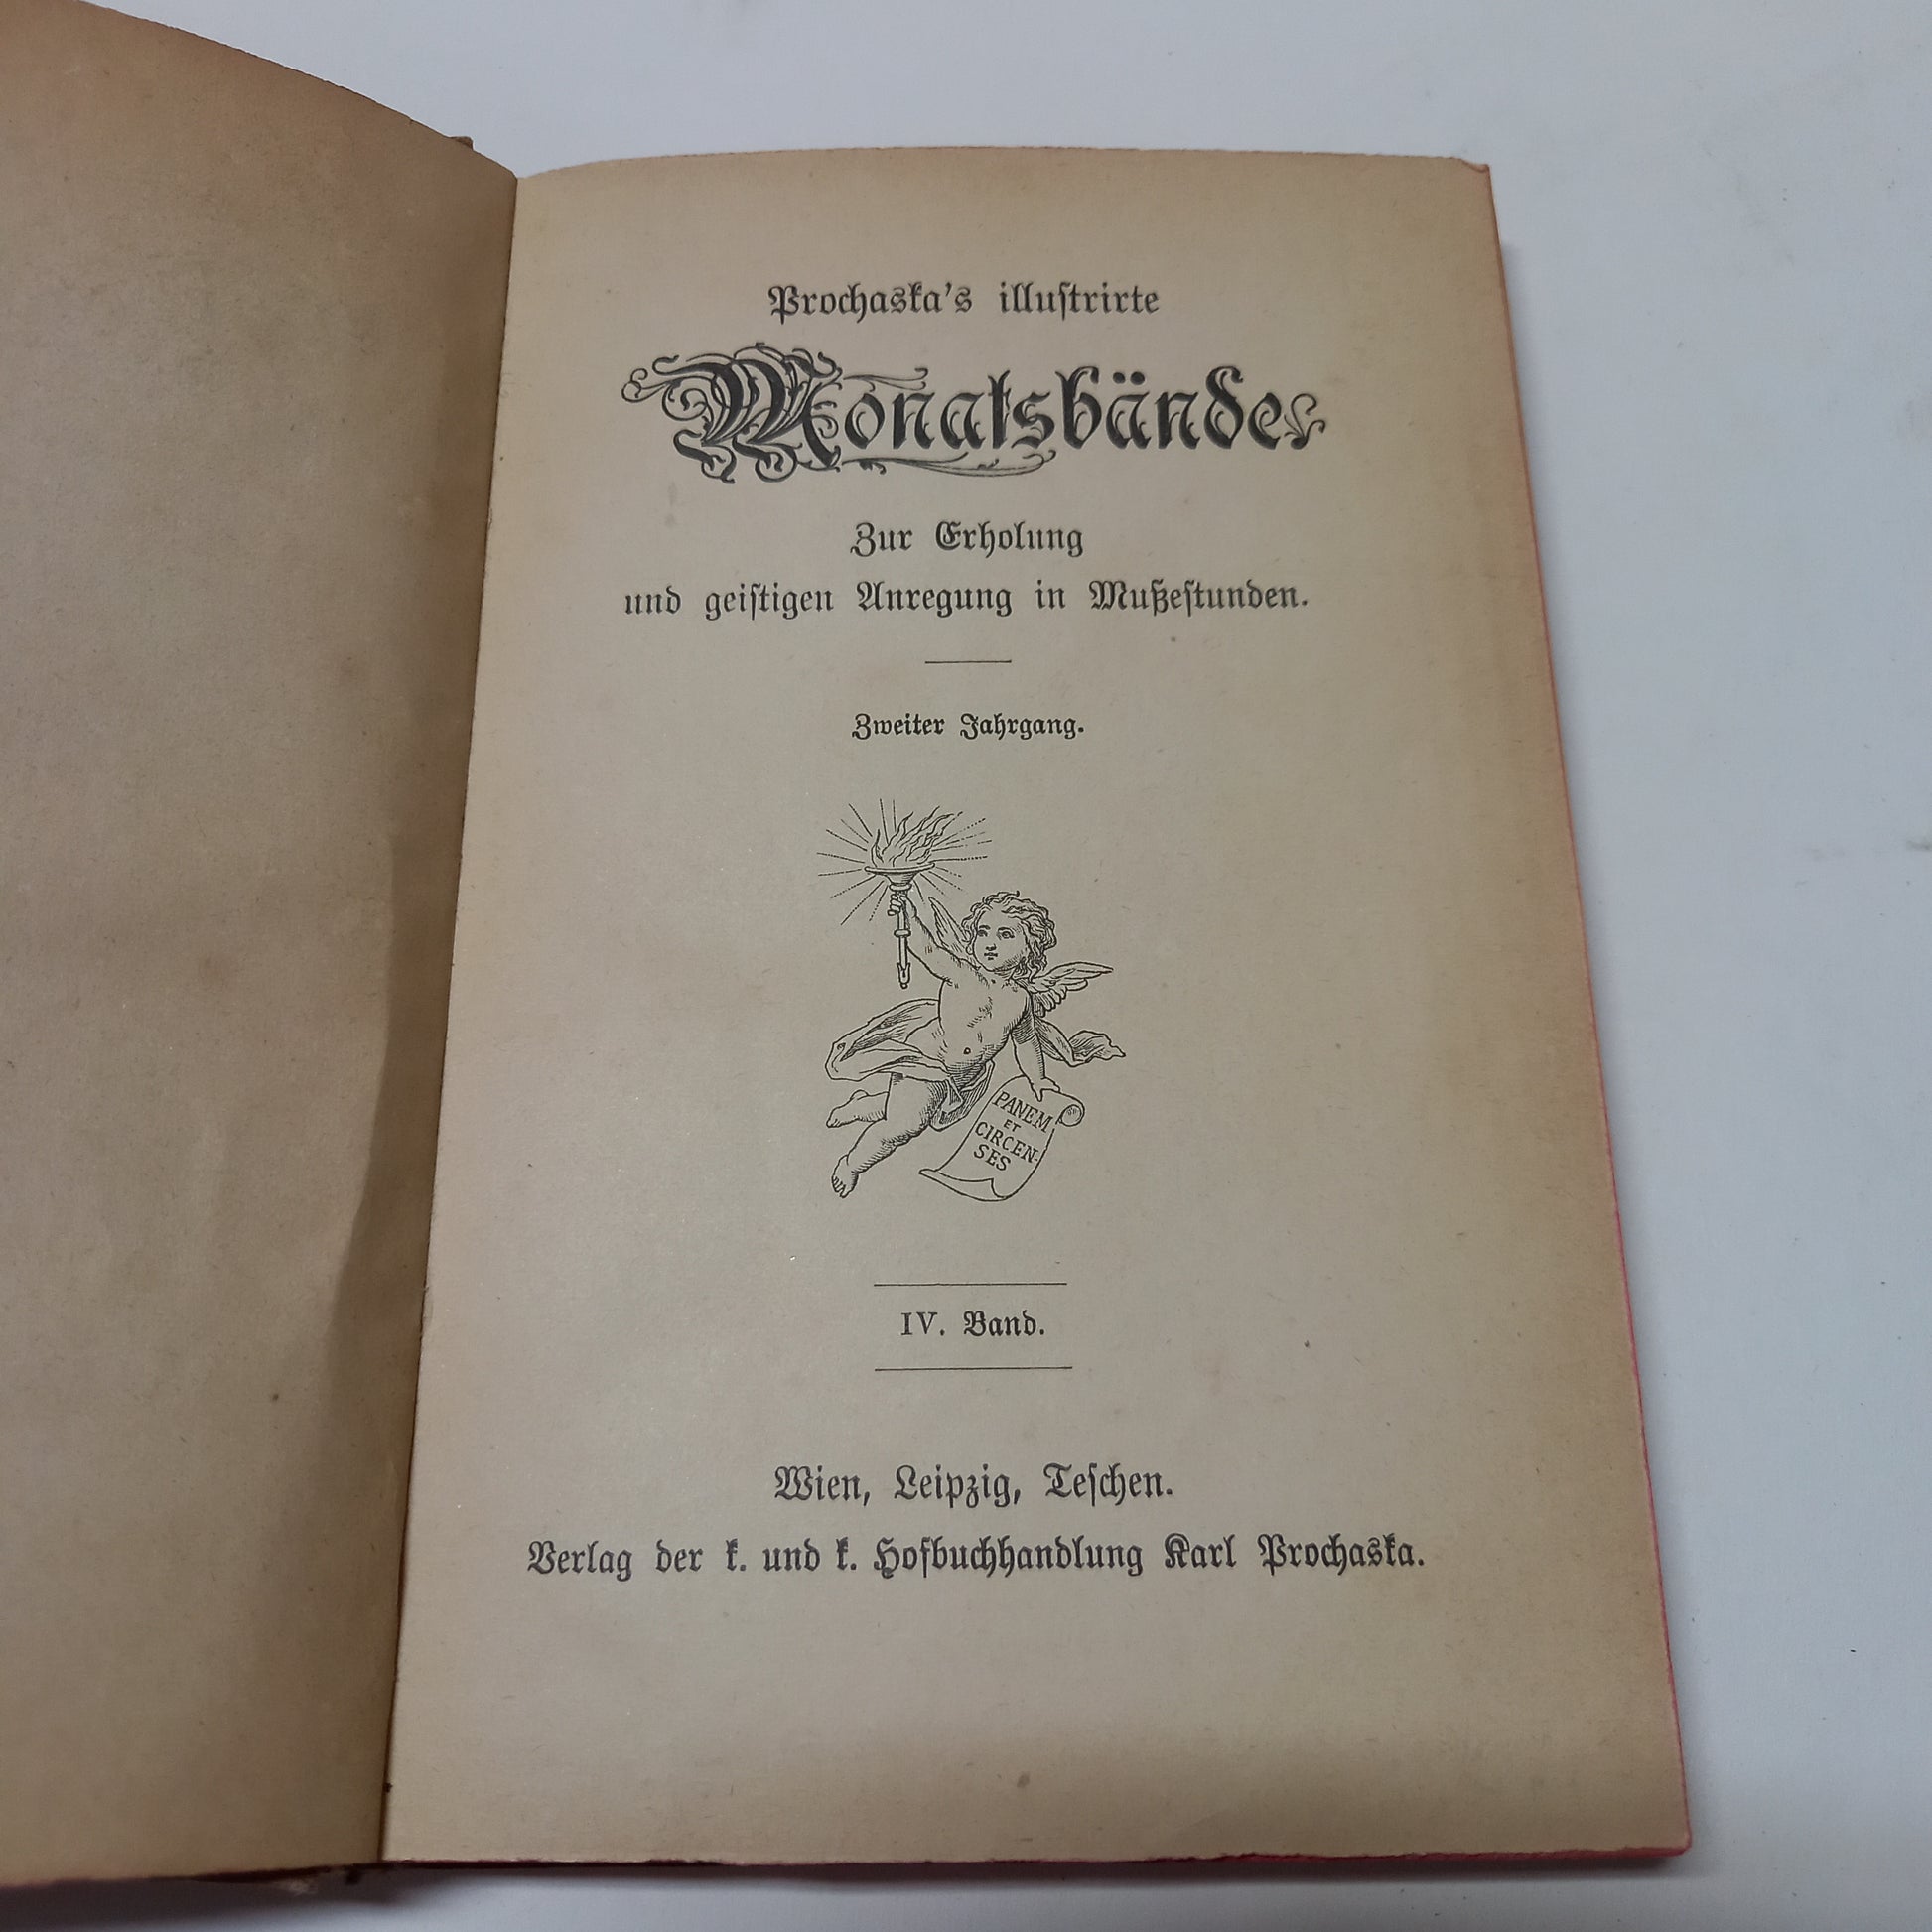 Prochaska's illustrirte
Monatsbände
Zur Erholung
und geistigen Anregung in Mußestunden.
Zweiter Jahrgang.
PANEM
ET
CIRCEN-
SES
IV. Band.
Wien, Leipzig, Teschen.
Verlag der k. und k. Hofbuchhandlung Karl Prochaska.